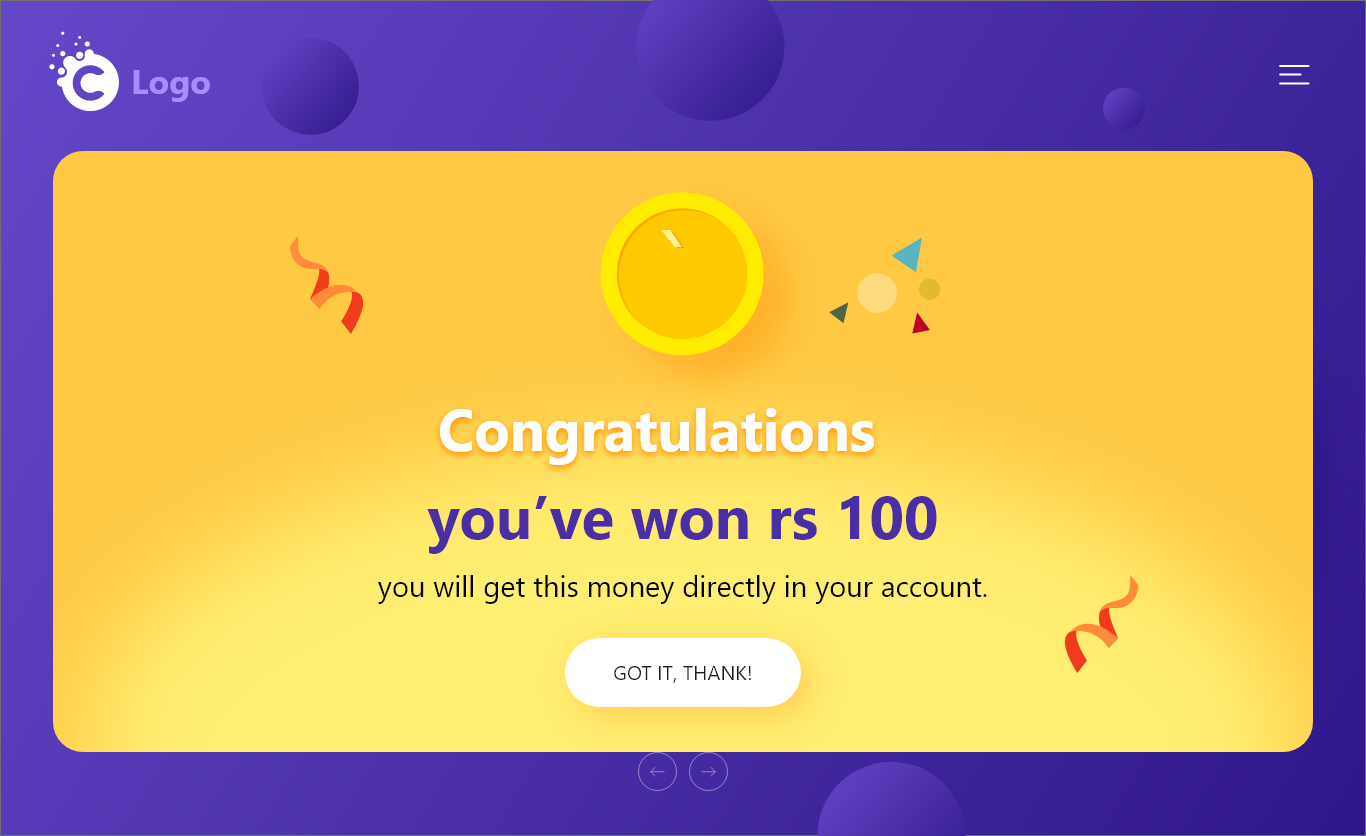 Logo
Congratulations
you’ve won rs 100
you will get this money directly in your account.
GOT IT, THANK!